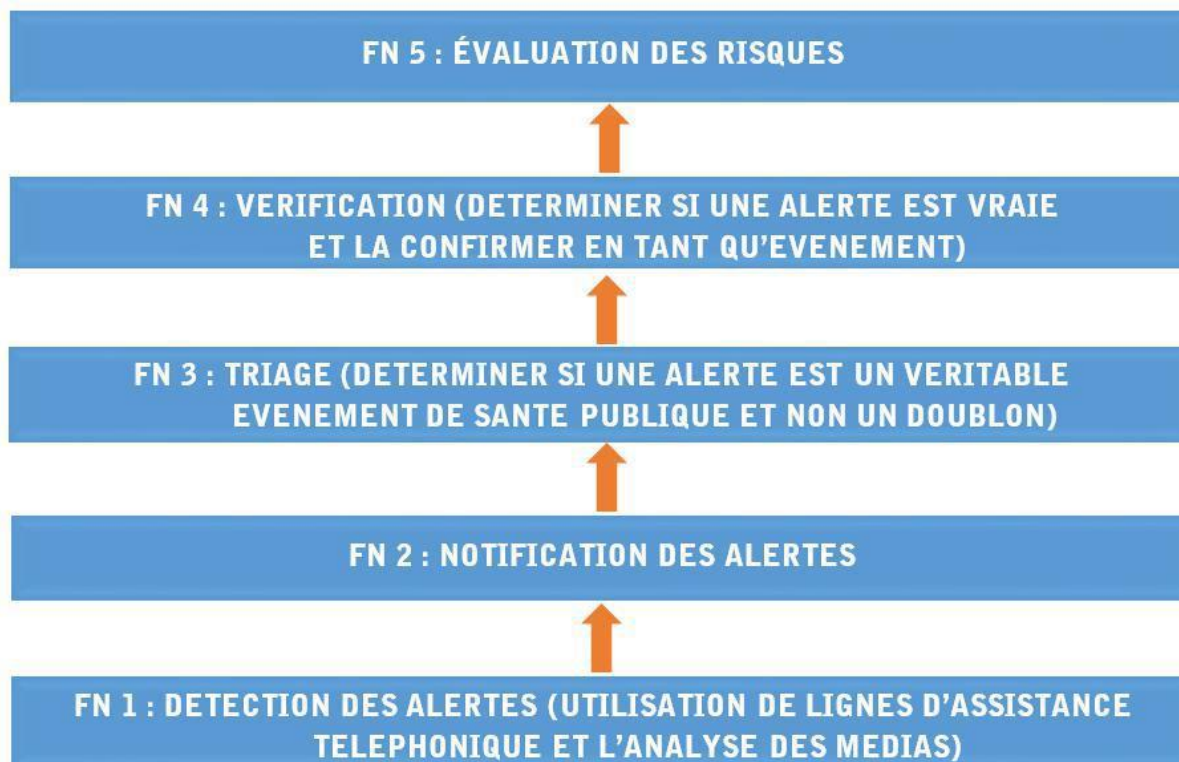 FN 5 : ÉVALUATION DES RISQUES
FN 4 : VERIFICATION (DETERMINER SI UNE ALERTE EST VRAIE
ET LA CONFIRMER EN TANT QU’EVENEMENT)
FN 3 : TRIAGE (DETERMINER SI UNE ALERTE EST UN VERITABLE
EVENEMENT DE SANTE PUBLIQUE ET NON UN DOUBLON)
FN 2 : NOTIFICATION DES ALERTES
FN 1 : DETECTION DES ALERTES (UTILISATION DE LIGNES D’ASSISTANCE
TELEPHONIQUE ET L’ANALYSE DES MEDIAS)